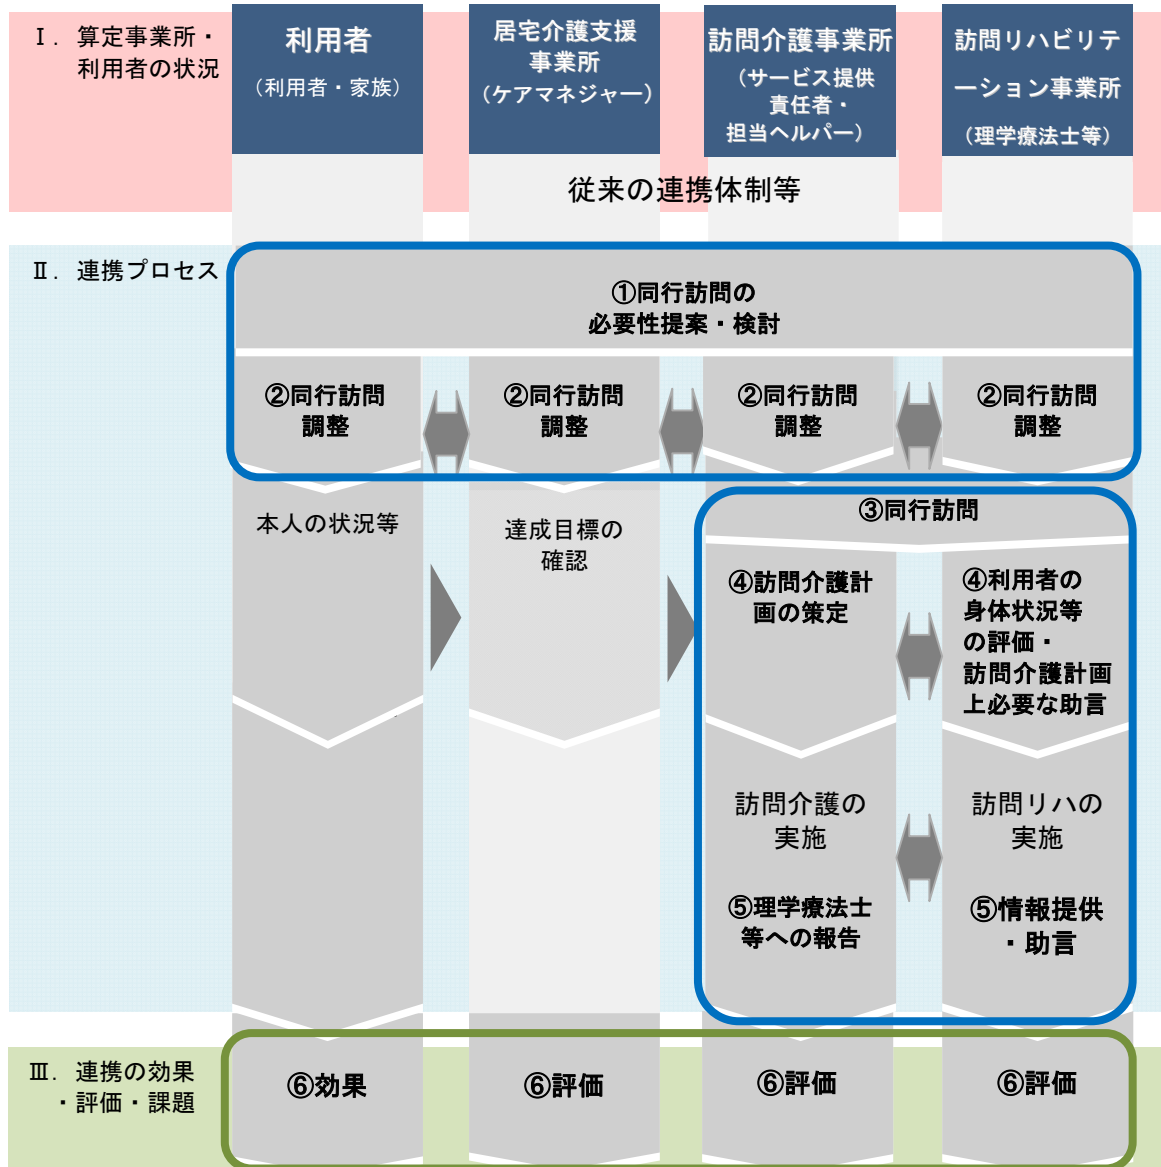 Ⅰ．算定事業所・
利用者の状況
利用者
（利用者・家族）
居宅介護支援
事業所
（ケアマネジャー）
訪問介護事業所
（サービス提供
責任者・
担当ヘルパー）
訪問リハビリテ
ーション事業所
（理学療法士等）
従来の連携体制等
Ⅱ．連携プロセス
①同行訪問の
必要性提案・検討
②同行訪問
調整
②同行訪問
調整
②同行訪問
調整
②同行訪問
調整
本人の状況等
達成目標の
確認
③同行訪問
④訪問介護計
画の策定
④利用者の
身体状況等
の評価・
訪問介護計画
上必要な助言
訪問介護の
実施
訪問リハの
実施
⑤理学療法士
等への報告
⑤情報提供
・助言
Ⅲ．連携の効果
・評価・課題
⑥効果
⑥評価
⑥評価
⑥評価